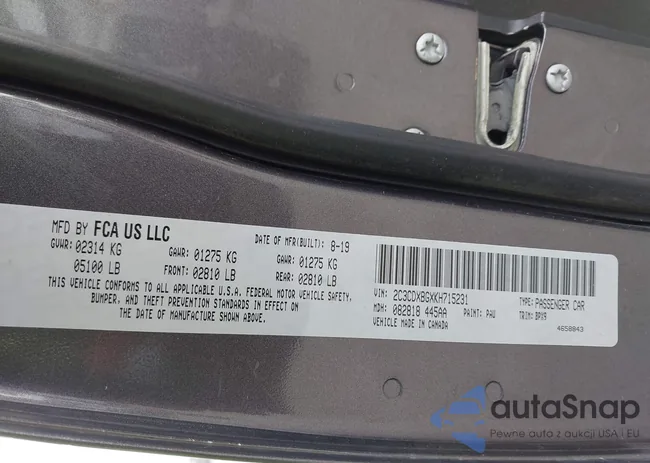 MFD BY FCA US LLC
DATE OF MFR(BUILT): 8-19
GVWR: 02314 KG
GAWR: 01275 KG
GAWR: 01275 KG
05100 LB
FRONT: 02810 LB
REAR: 02810 LB
THIS VEHICLE CONFORMS TO ALL APPLICABLE U.S.A. FEDERAL MOTOR VEHICLE SAFETY,
BUMPER, AND THEFT PREVENTION STANDARDS IN EFFECT ON
THE DATE OF MANUFACTURE SHOWN ABOVE.
VIN: 2C3CDXBGXKH715231
TYPE: PASSENGER CAR
MDH: 082818 445AA
PAINT: PAU
TRIM: BPX9
VEHICLE MADE IN CANADA
4658843
autaSnap
Pewne auto z aukcji USA i EU